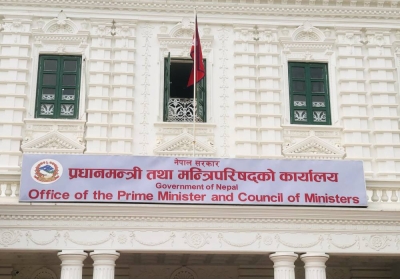 नेपाल सरकार
प्रधानमन्त्री तथा मन्त्रिपरिषद्को कार्यालय
Government of Nepal
Office of the Prime Minister and Council of Ministers